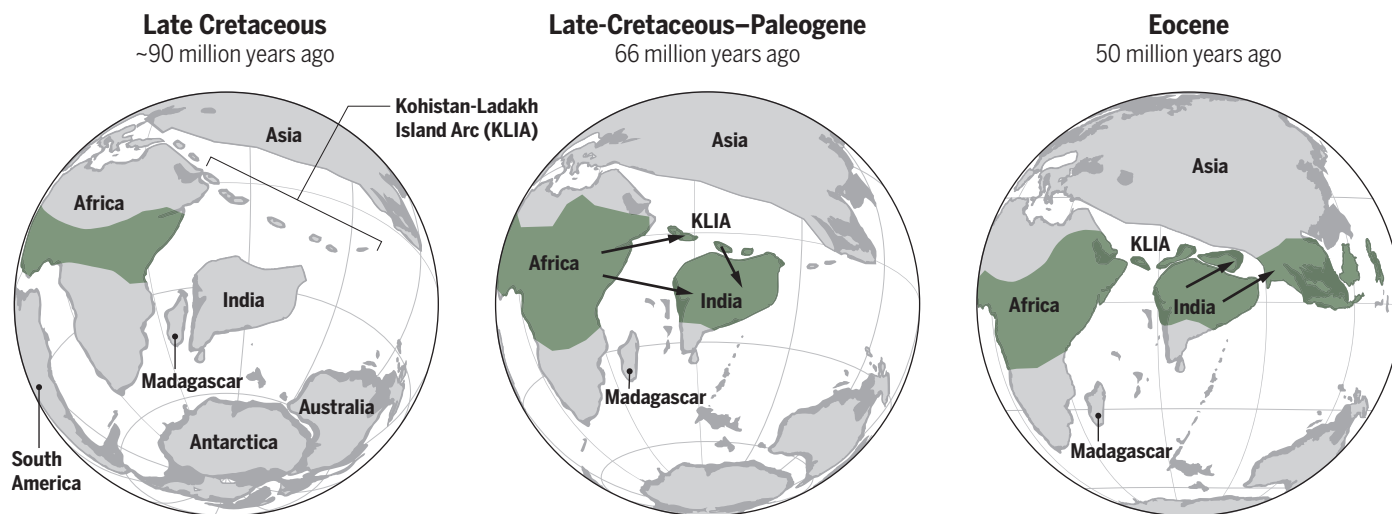 Late Cretaceous
~90 million years ago
Kohistan-Ladakh
Island Arc (KLIA)
Asia
Africa
India
Madagascar
Australia
Antarctica
South
America
Late-Cretaceous–Paleogene
66 million years ago
Asia
KLIA
Africa
India
Madagascar
Eocene
50 million years ago
Asia
KLIA
Africa
India
Madagascar